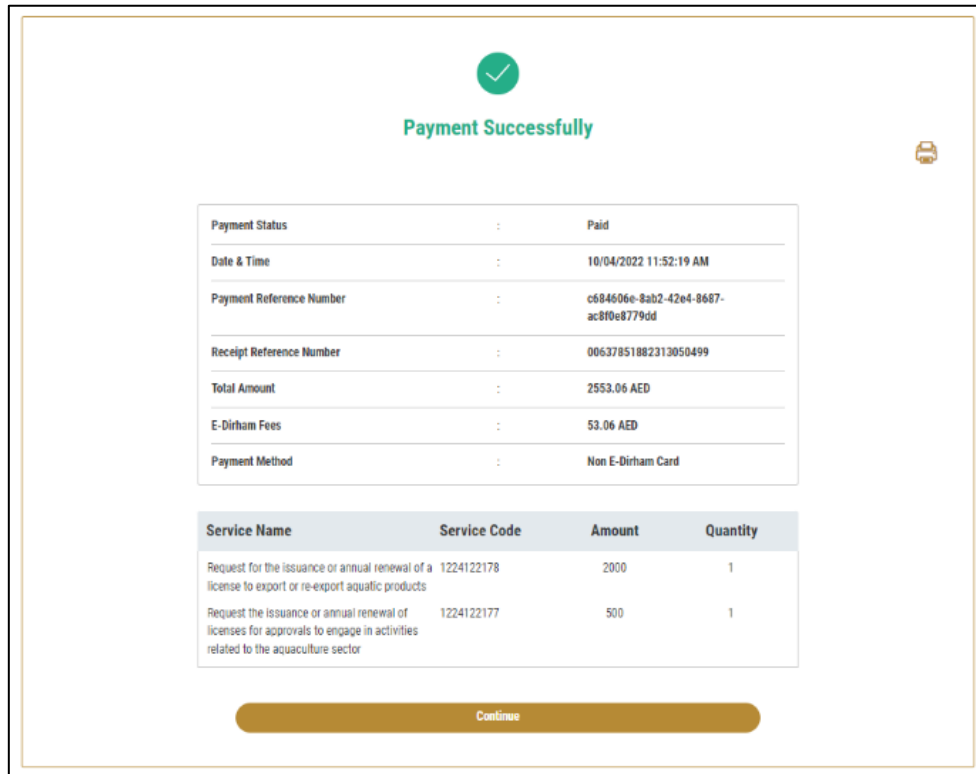 Payment Successfully
Payment Status : Paid
Date & Time : 10/04/2022 11:52:19 AM
Payment Reference Number : c684606e-8ab2-42e4-8687-
ac8f0e8779dd
Receipt Reference Number : 00637851882313050499
Total Amount : 2553.06 AED
E-Dirham Fees : 53.06 AED
Payment Method : Non E-Dirham Card
Service Name Service Code Amount Quantity
Request for the issuance or annual renewal of a 1224122178 2000 1
license to export or re-export aquatic products
Request the issuance or annual renewal of 1224122177 500 1
licenses for approvals to engage in activities
related to the aquaculture sector
Continue